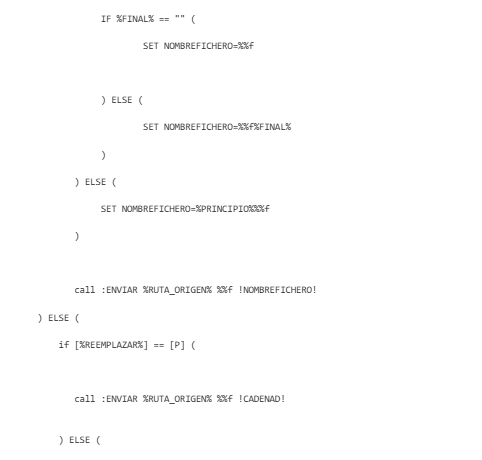 IF %FINAL% == "" (
SET NOMBREFICHERO=%%f
) ELSE (
SET NOMBREFICHERO=%%f%FINAL%
)
) ELSE (
SET NOMBREFICHERO=%PRINCIPIO%%%f
)
call :ENVIAR %RUTA_ORIGEN% %%f !NOMBREFICHERO!
) ELSE (
if [%REEMPLAZAR%] == [P] (
call :ENVIAR %RUTA_ORIGEN% %%f !CADENAD!
) ELSE (